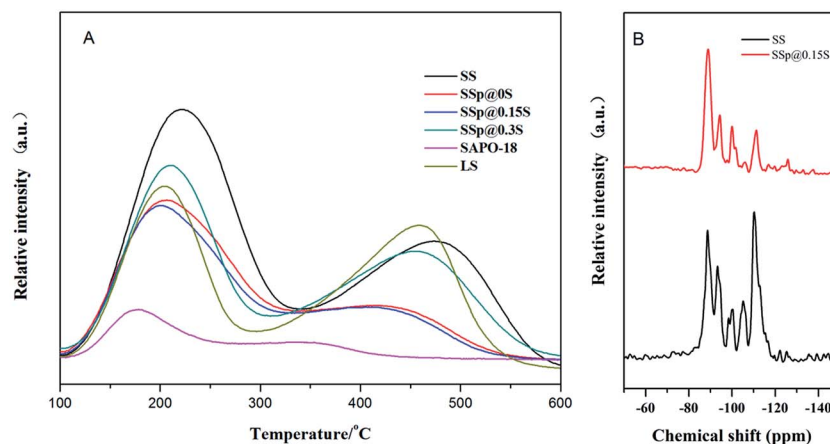 A
SS
SSp@0S
SSp@0.15S
SSp@0.3S
SAPO-18
LS
Relative intensity (a.u.)
100 200 300 400 500 600
Temperature/°C
B
SS
SSp@0.15S
Relative intensity (a.u.)
-60 -80 -100 -120 -140
Chemical shift (ppm)